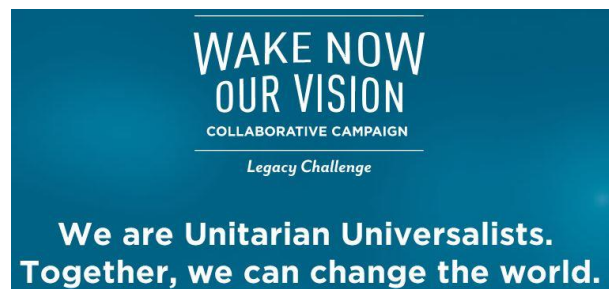 WAKE NOW
OUR VISION
COLLABORATIVE CAMPAIGN
Legacy Challenge
We are Unitarian Universalists.
Together, we can change the world.